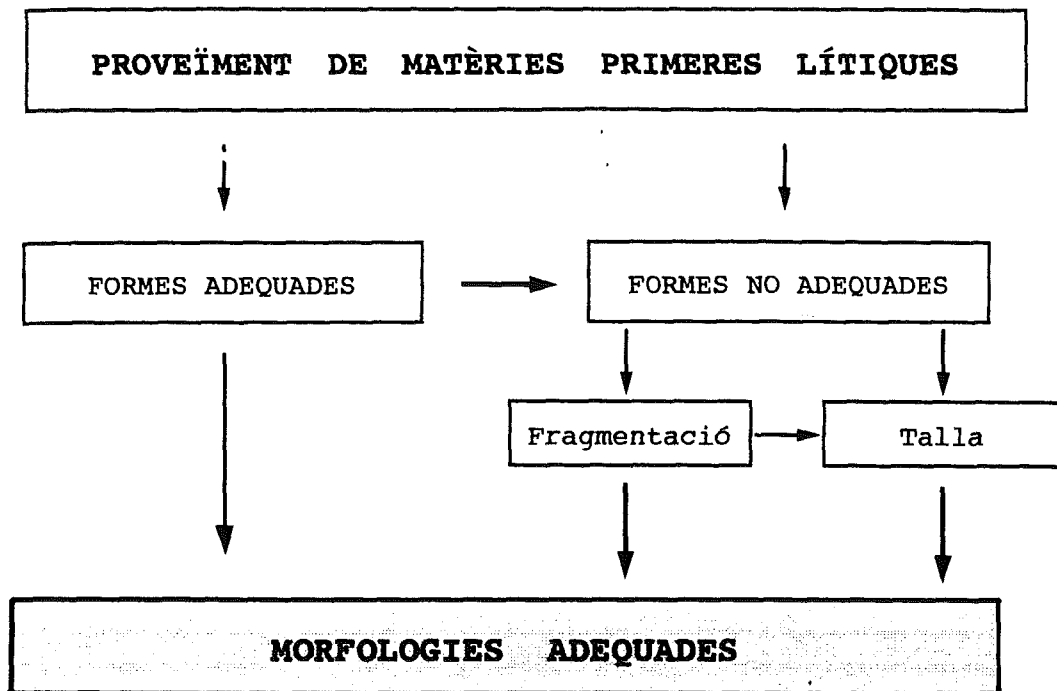 PROVEÏMENT DE MATÈRIES PRIMERES LÍTIQUES
FORMES ADEQUADES
FORMES NO ADEQUADES
Fragmentació
Talla
MORFOLOGIES ADEQUADES